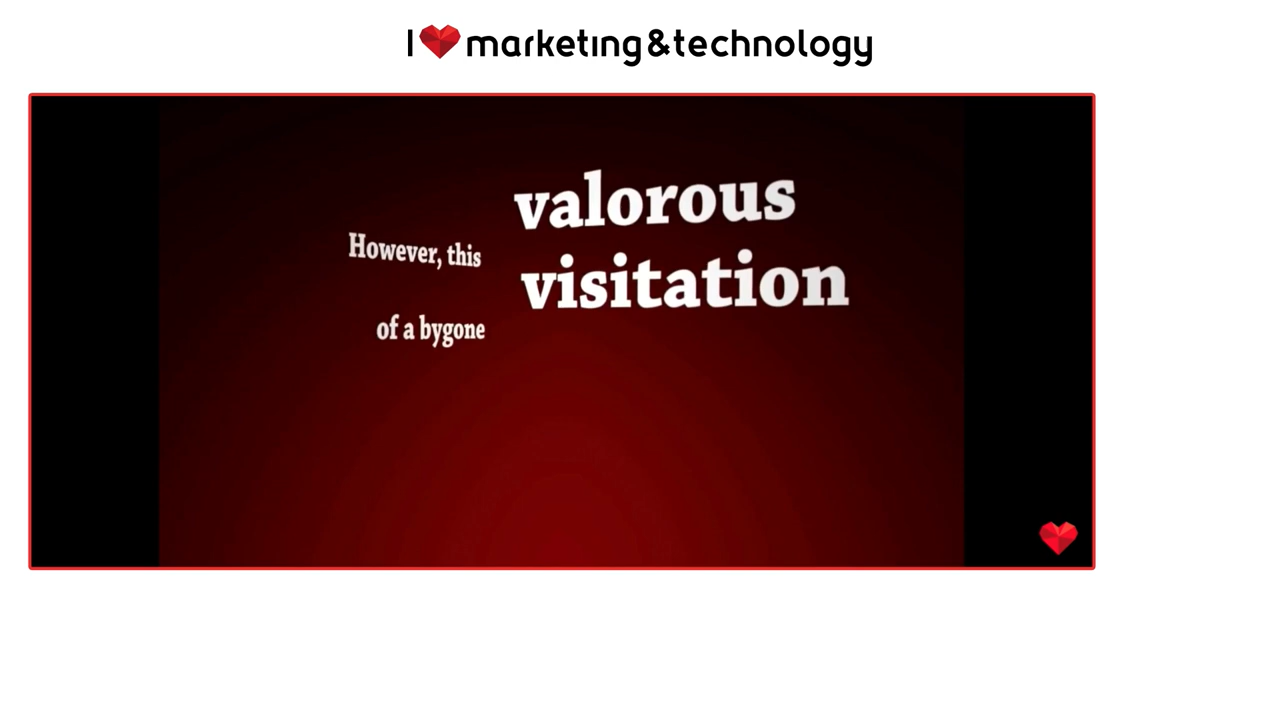 I marketing&technology
However, this
valorous
visitation
of a bygone